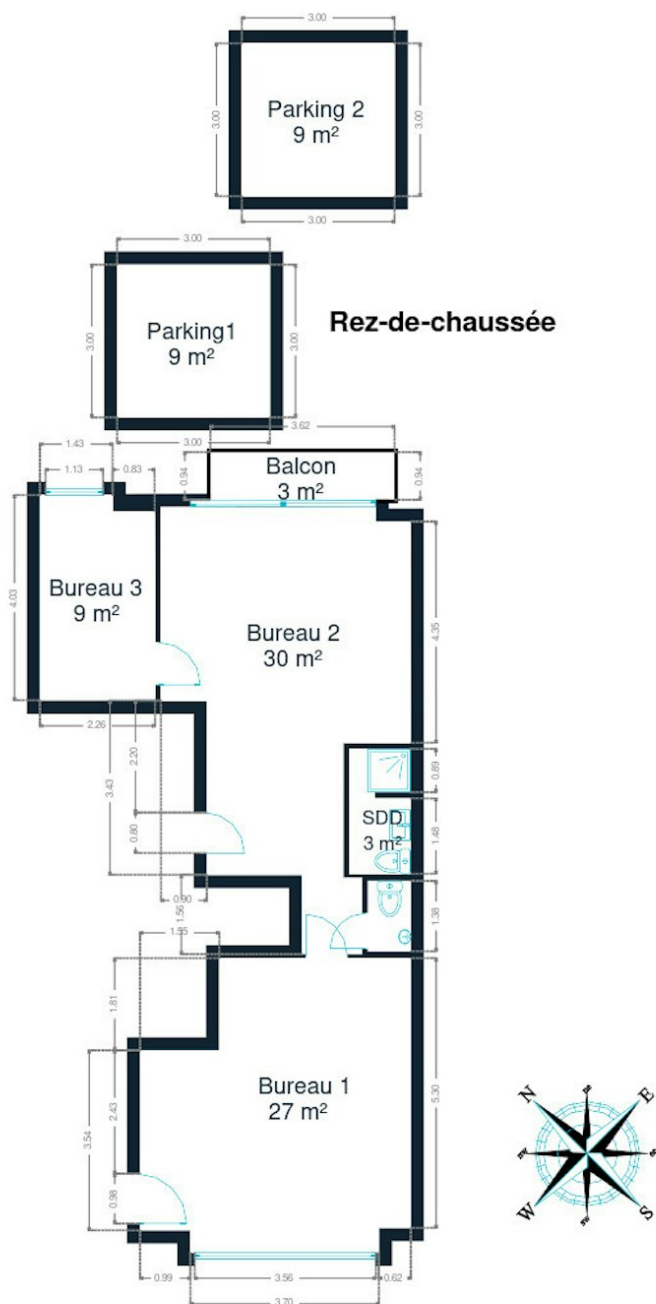 3.00
3.00
Parking 2
9 m²
3.00
3.00
3.00
3.00
Parking1
9 m²
3.00
3.00
Rez-de-chaussée
3.62
1.43
1.13
0.83
0.94
Balcon
3 m²
0.94
4.03
Bureau 3
9 m²
Bureau 2
30 m²
4.35
2.26
2.20
3.43
0.80
0.89
SDD
3 m²
1.48
0.90
1.56
1.38
1.55
1.81
5.30
Bureau 1
27 m²
2.43
3.54
0.98
0.99
3.56
0.62
3.70
N
E
W
S